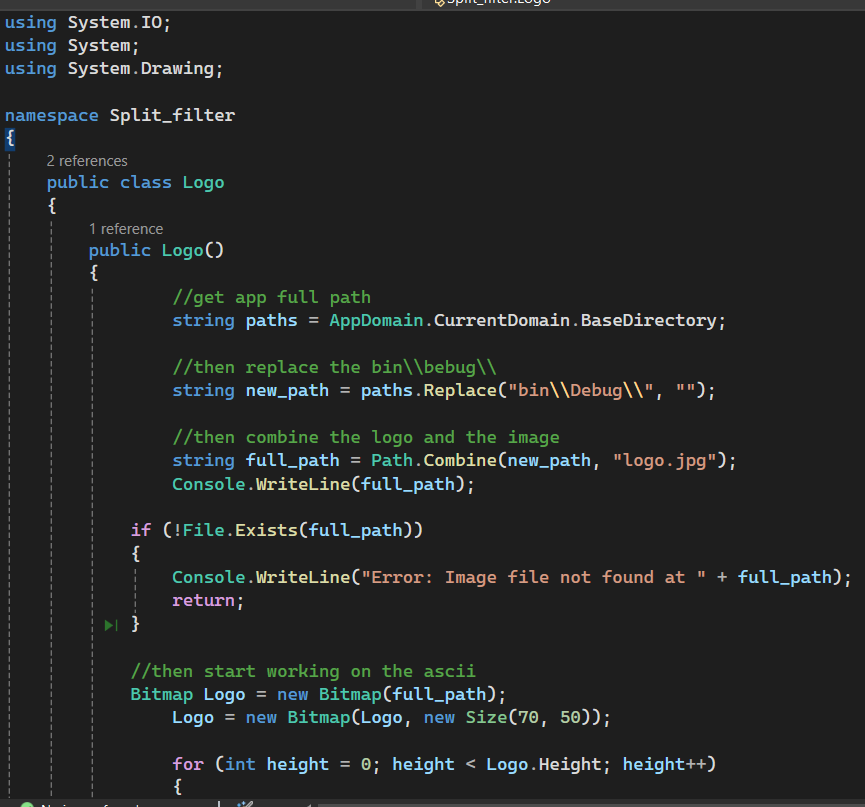 Split_filter.Logo
using System.IO;
using System;
using System.Drawing;
namespace Split_filter
{
2 references
public class Logo
{
1 reference
public Logo()
{
//get app full path
string paths = AppDomain.CurrentDomain.BaseDirectory;
//then replace the bin\\bebug\\
string new_path = paths.Replace("bin\\Debug\\", "");
//then combine the logo and the image
string full_path = Path.Combine(new_path, "logo.jpg");
Console.WriteLine(full_path);
if (!File.Exists(full_path))
{
Console.WriteLine("Error: Image file not found at " + full_path);
return;
}
//then start working on the ascii
Bitmap Logo = new Bitmap(full_path);
Logo = new Bitmap(Logo, new Size(70, 50));
for (int height = 0; height < Logo.Height; height++)
{